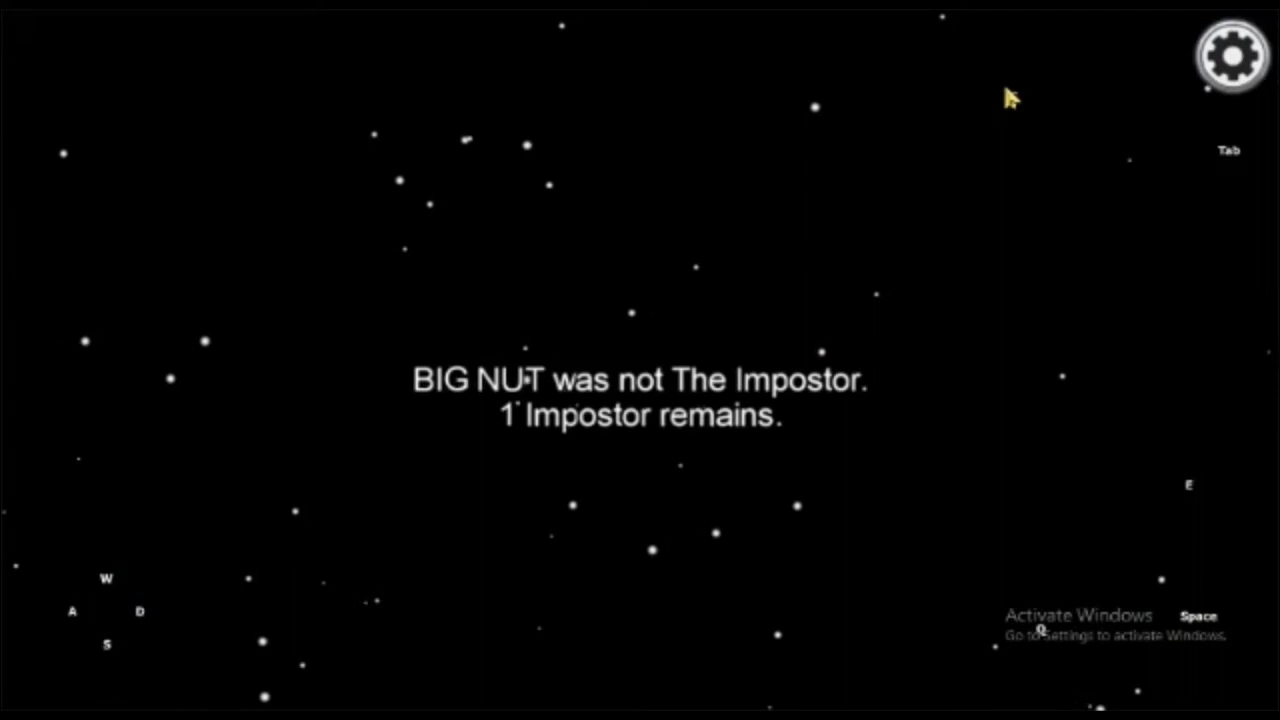 Tab
BIG NUT was not The Impostor.
1 Impostor remains.
E
W
A D
S
Activate Windows
Space
Q
Go to Settings to activate Windows.